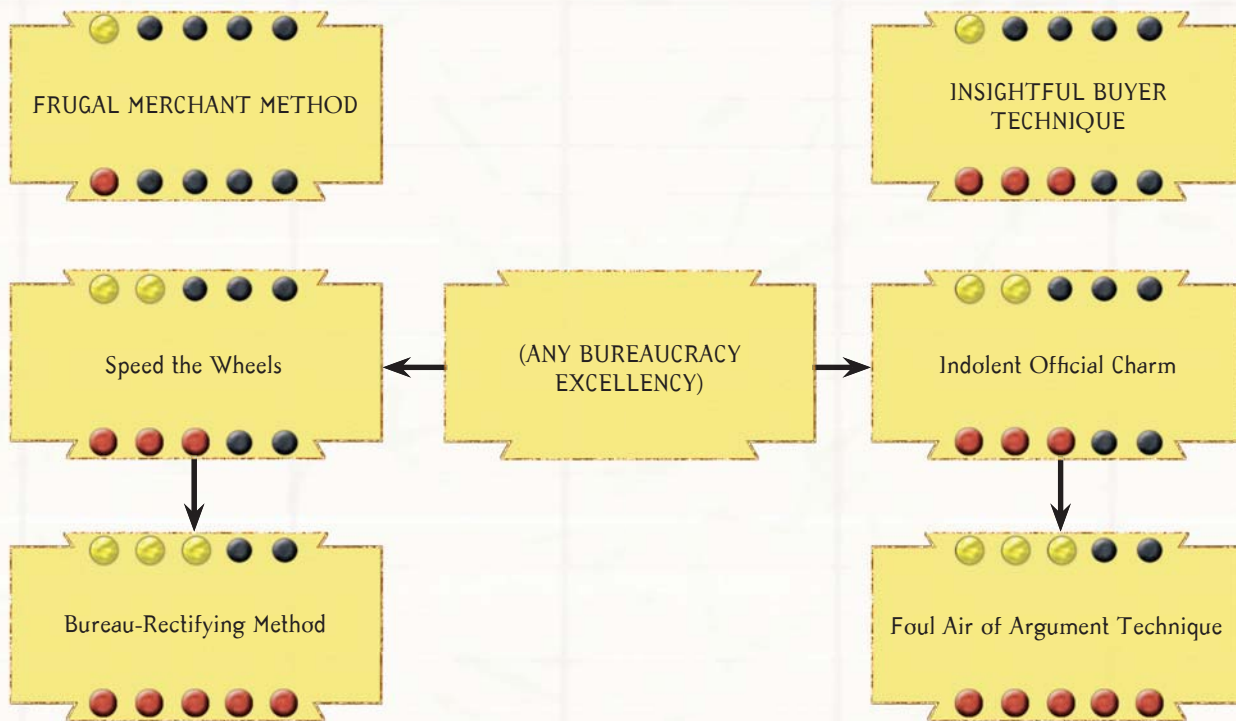 FRUGAL MERCHANT METHOD
INSIGHTFUL BUYER
TECHNIQUE
Speed the Wheels
(ANY BUREAUCRACY
EXCELLENCY)
Indolent Official Charm
Bureau-Rectifying Method
Foul Air of Argument Technique